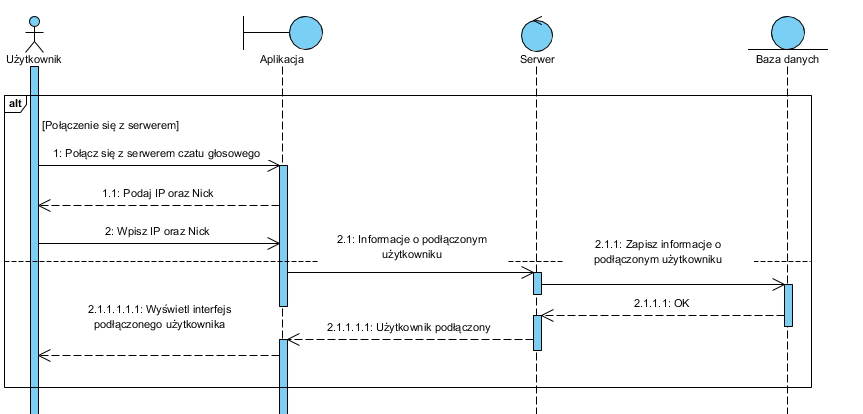 Użytkownik
Aplikacja
Serwer
Baza danych
alt
[Połączenie się z serwerem]
1: Połącz się z serwerem czatu głosowego
1.1: Podaj IP oraz Nick
2: Wpisz IP oraz Nick
2.1: Informacje o podłączonym
użytkowniku
2.1.1: Zapisz informacje o
podłączonym użytkowniku
2.1.1.1: OK
2.1.1.1.1: Użytkownik podłączony
2.1.1.1.1.1: Wyświetl interfejs
podłączonego użytkownika